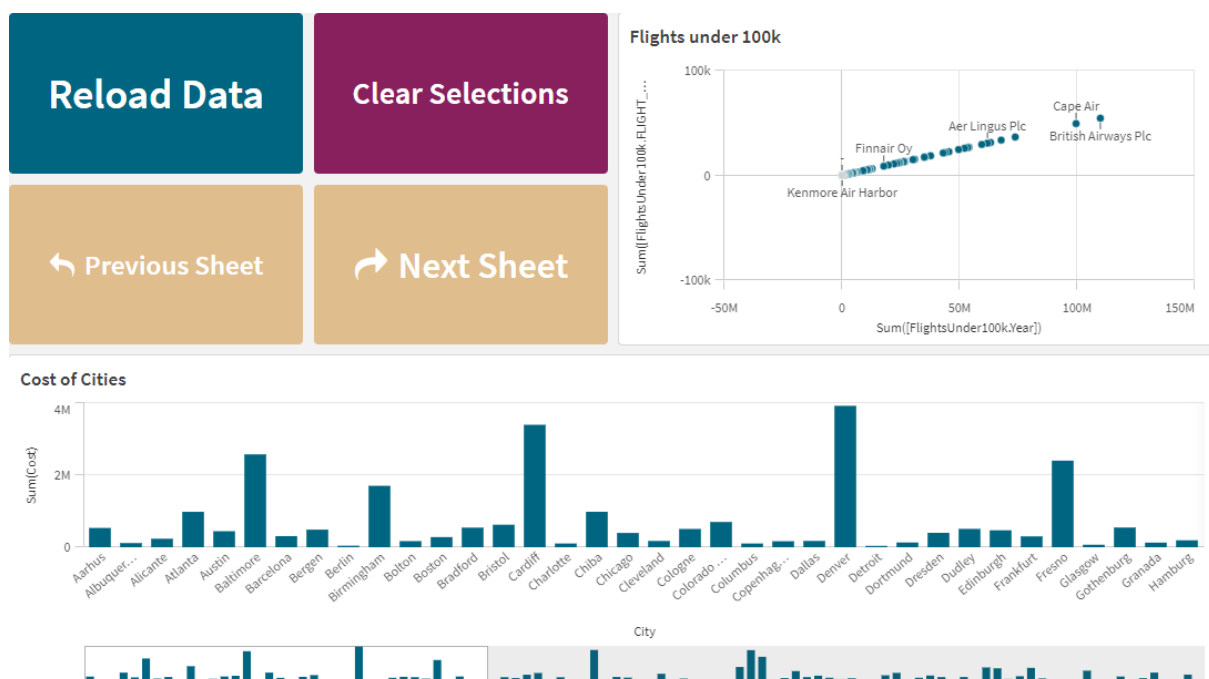 Reload Data
Clear Selections
Previous Sheet
Next Sheet
Flights under 100k
Sum([FlightsUnder100k.FLIGHT_...
100k
0
-100k
Cape Air
British Airways Plc
Aer Lingus Plc
Finnair Oy
Kenmore Air Harbor
-50M
0
50M
100M
150M
Sum([FlightsUnder100k.Year])
Cost of Cities
Sum(Cost)
4M
2M
0
Aarhus
Albuquer...
Alicante
Atlanta
Austin
Baltimore
Barcelona
Bergen
Berlin
Birmingham
Bolton
Boston
Bradford
Bristol
Cardiff
Charlotte
Chiba
Chicago
Cleveland
Cologne
Colorado ...
Columbus
Copenhag...
Dallas
Denver
Detroit
Dortmund
Dresden
Dudley
Edinburgh
Frankfurt
Fresno
Glasgow
Gothenburg
Granada
Hamburg
City